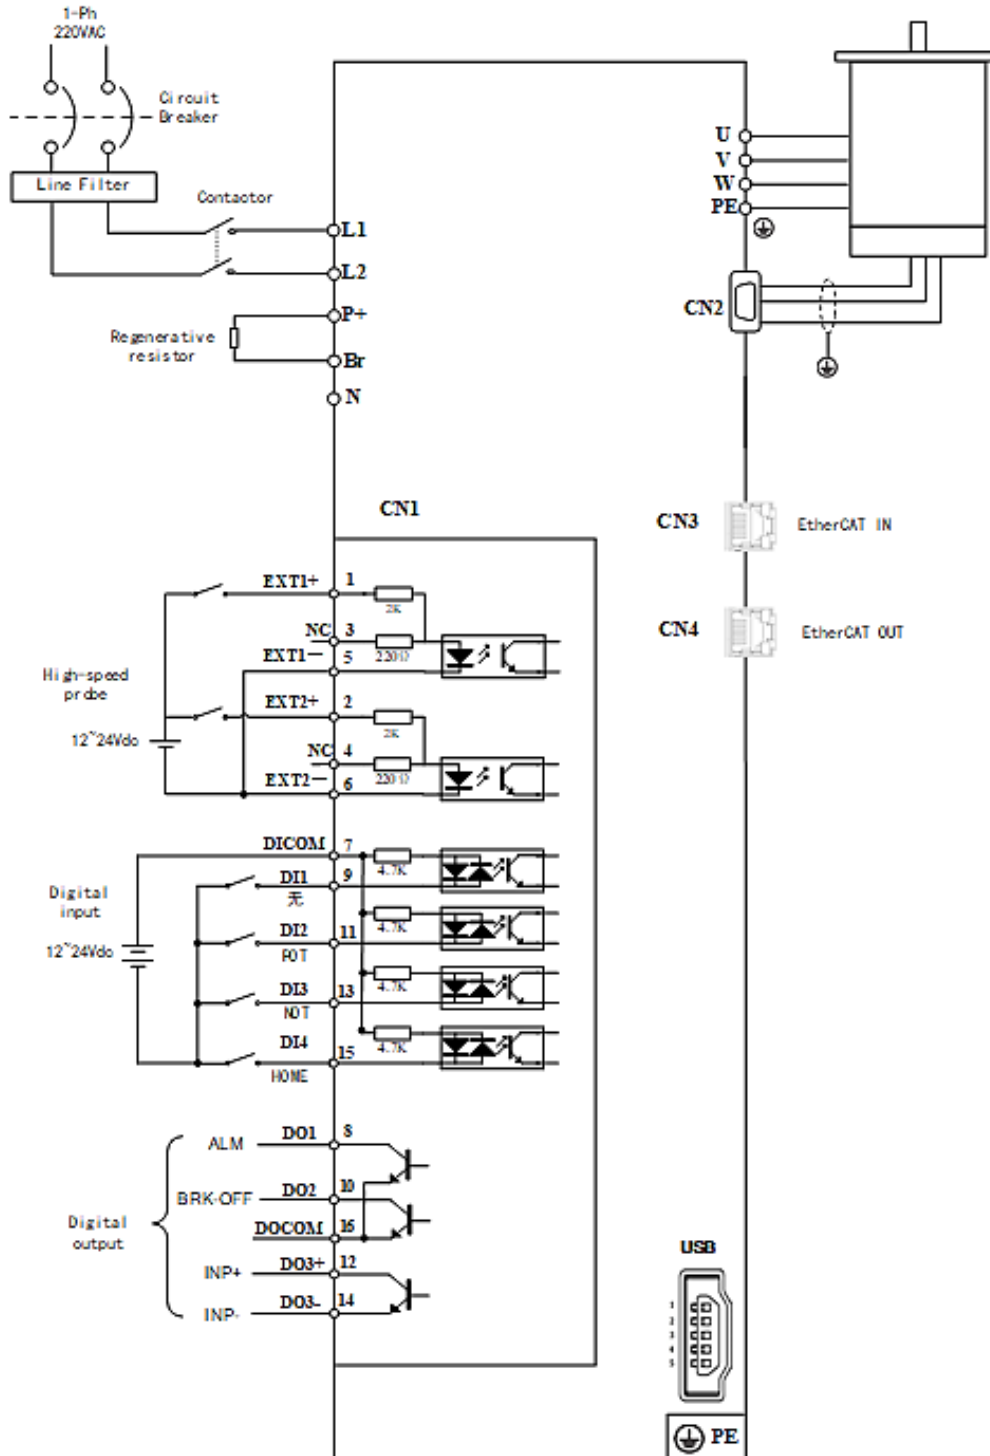 1-Ph
220VAC
Circuit
Breaker
Line Filter
Contactor
L1
L2
P+
Regenerative
resistor
Br
N
U
V
W
PE
CN2
CN1
CN3
EtherCAT IN
CN4
EtherCAT OUT
EXT1+ 1
2K
NC 3
220Ω
EXT1— 5
High-speed
probe
EXT2+ 2
2K
12~24Vdo
NC 4
220Ω
EXT2— 6
DICOM 7
4.7K
DI1 9
无
Digital
input
4.7K
DI2 11
POT
12~24Vdo
4.7K
DI3 13
NOT
4.7K
DI4 15
HOME
ALM DO1 8
BRK-OFF DO2 10
Digital
output
DOCOM 16
INP+ DO3+ 12
INP- DO3- 14
USB
1
2
3
4
5
PE